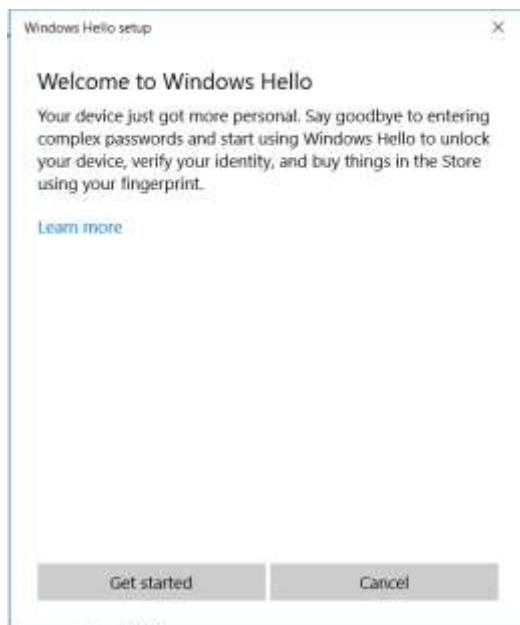 Windows Hello setup
Welcome to Windows Hello
Your device just got more personal. Say goodbye to entering
complex passwords and start using Windows Hello to unlock
your device, verify your identity, and buy things in the Store
using your fingerprint.
Learn more
Get started
Cancel